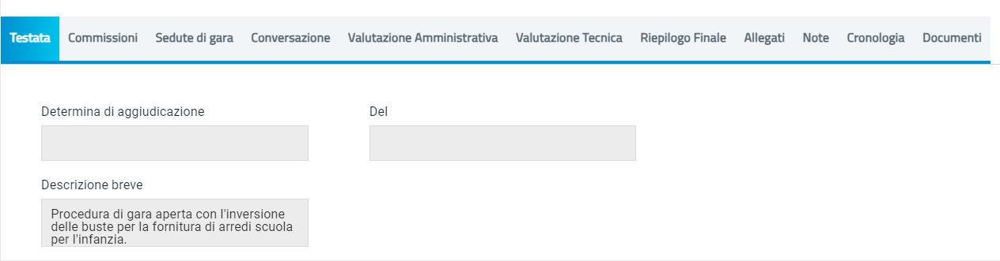 Testata Commissioni Sedute di gara Conversazione Valutazione Amministrativa Valutazione Tecnica Riepilogo Finale Allegati Note Cronologia Documenti
Determina di aggiudicazione Del
Descrizione breve
Procedura di gara aperta con l'inversione
delle buste per la fornitura di arredi scuola
per l'infanzia.